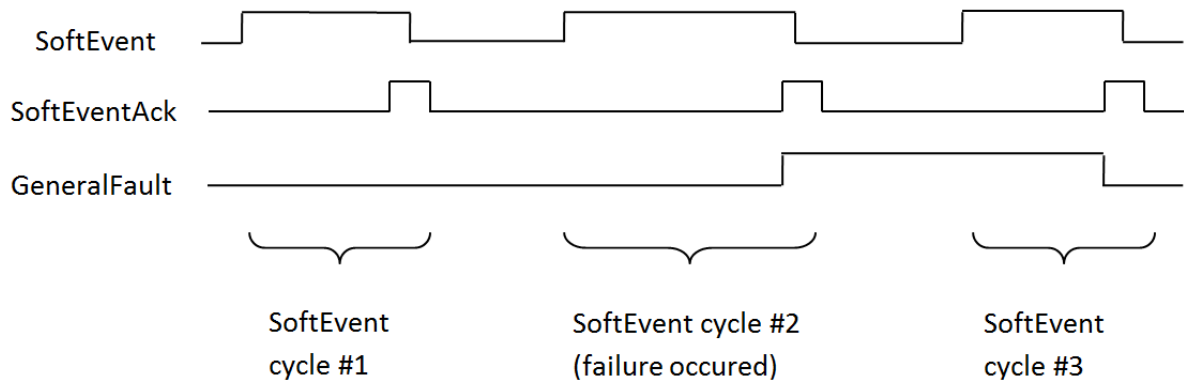 SoftEvent
SoftEventAck
GeneralFault
SoftEvent
cycle #1
SoftEvent cycle #2
(failure occured)
SoftEvent
cycle #3